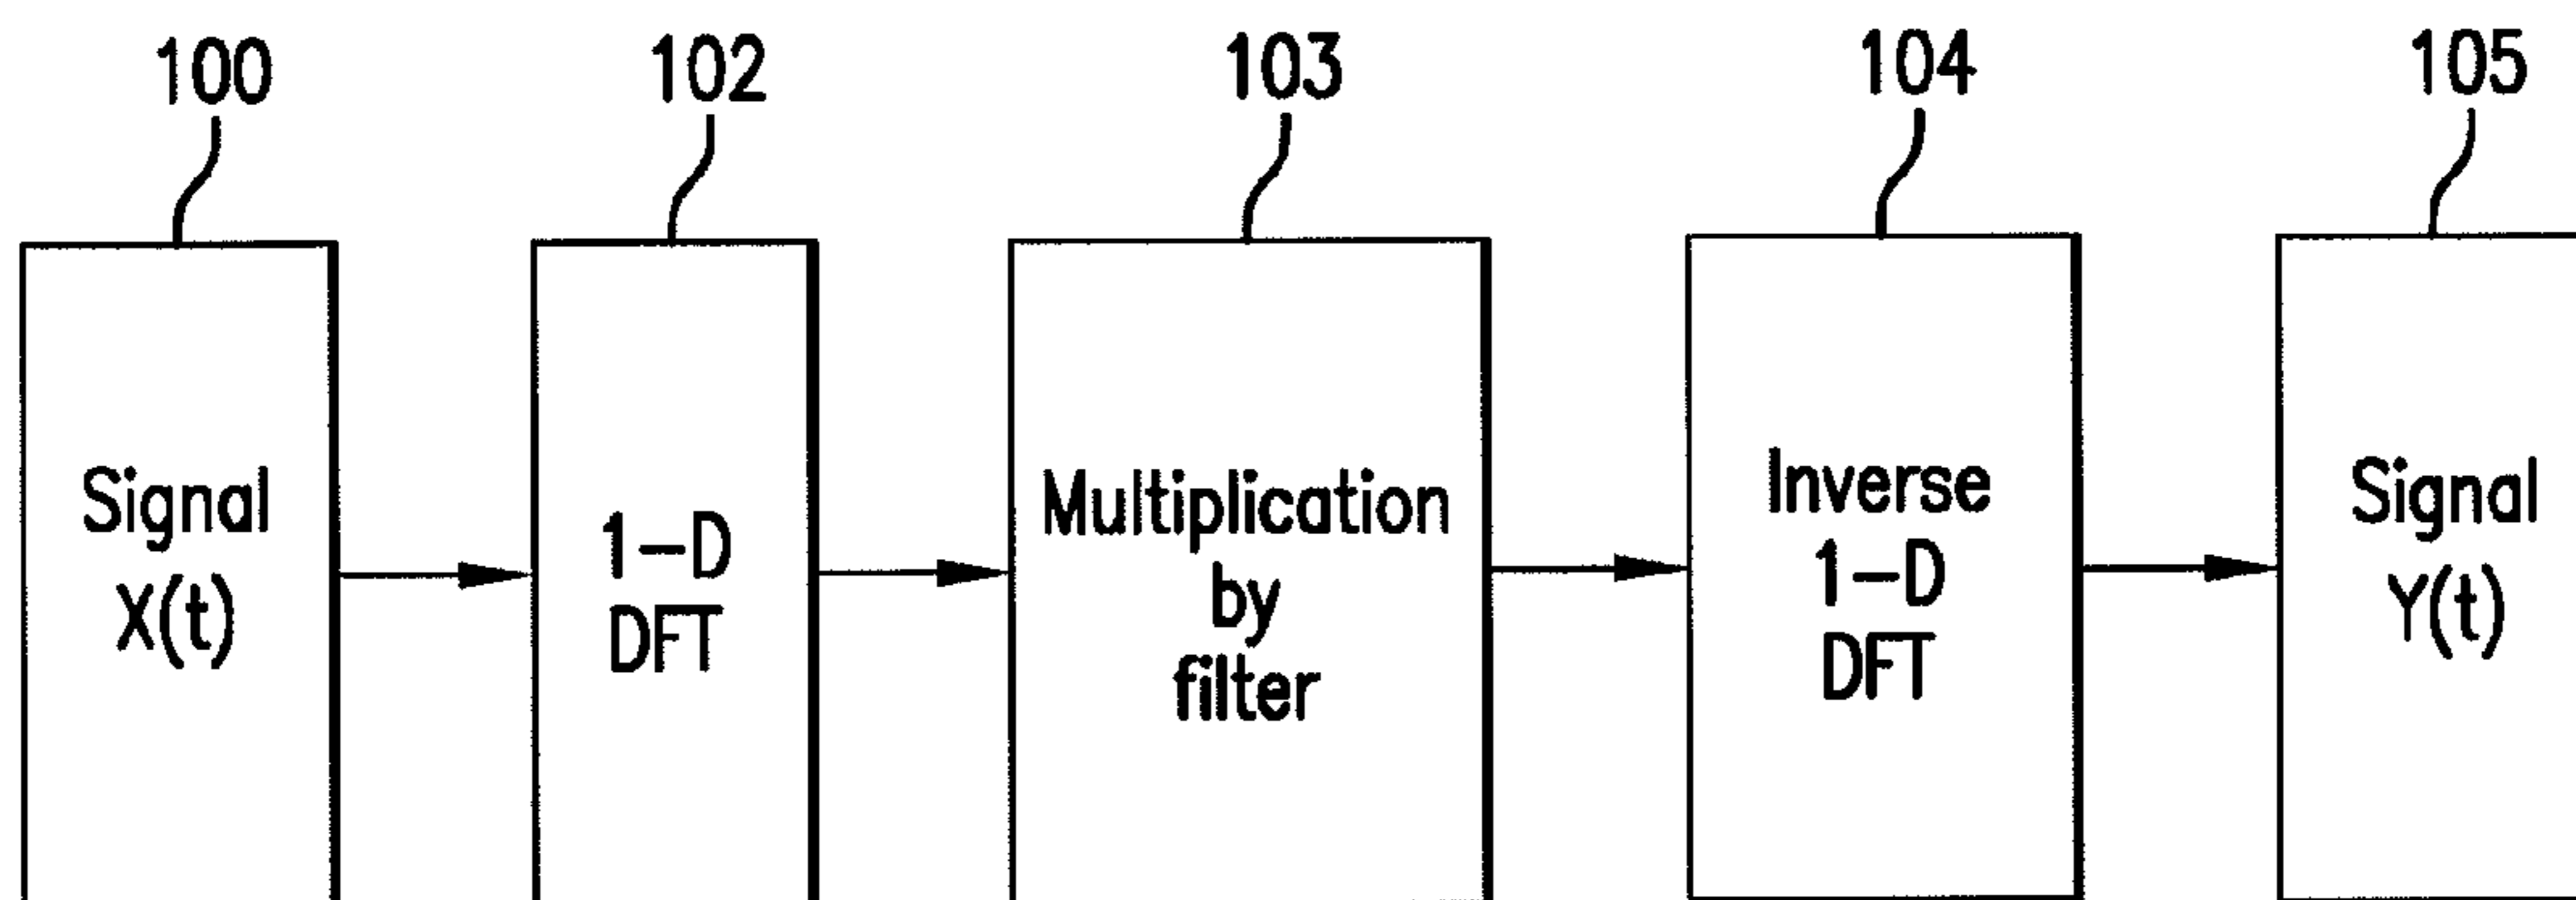 100
102
103
104
105
Signal
X(t)
1-D
DFT
Multiplication
by
filter
Inverse
1-D
DFT
Signal
Y(t)